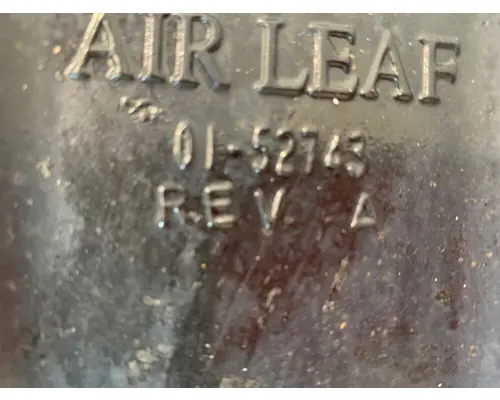 AIR LEAF
01-52743
REV A